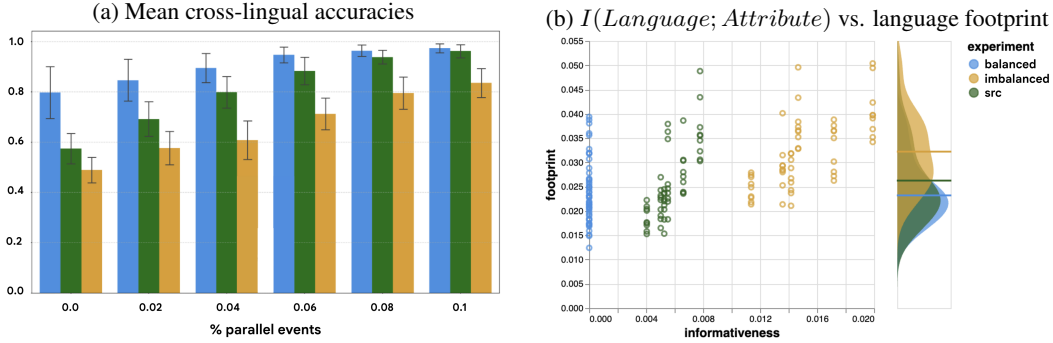 (a) Mean cross-lingual accuracies
1.0
0.8
0.6
0.4
0.2
0.0
0.0 0.02 0.04 0.06 0.08 0.1
% parallel events
(b) I(Language; Attribute) vs. language footprint
footprint
0.055
0.050
0.045
0.040
0.035
0.030
0.025
0.020
0.015
0.010
0.005
0.000
0.000 0.004 0.008 0.012 0.016 0.020
informativeness
experiment
balanced
imbalanced
src